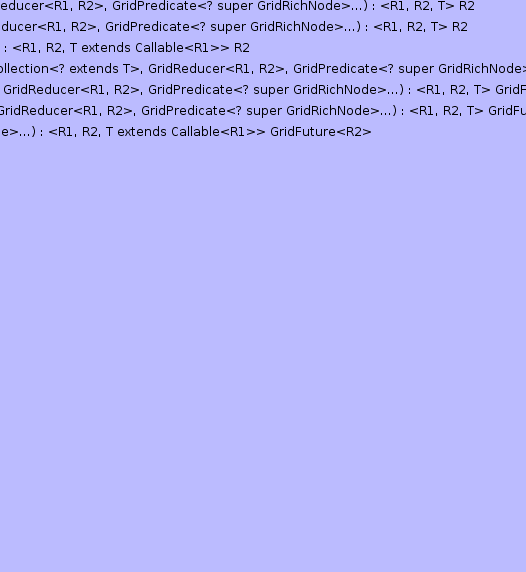 educer<R1, R2>, GridPredicate<? super GridRichNode>...) : <R1, R2, T> R2
ducer<R1, R2>, GridPredicate<? super GridRichNode>...) : <R1, R2, T> R2
: <R1, R2, T extends Callable<R1>> R2
ollection<? extends T>, GridReducer<R1, R2>, GridPredicate<? super GridRichNode>
GridReducer<R1, R2>, GridPredicate<? super GridRichNode>...) : <R1, R2, T> GridF
GridReducer<R1, R2>, GridPredicate<? super GridRichNode>...) : <R1, R2, T> GridFu
e>...) : <R1, R2, T extends Callable<R1>> GridFuture<R2>